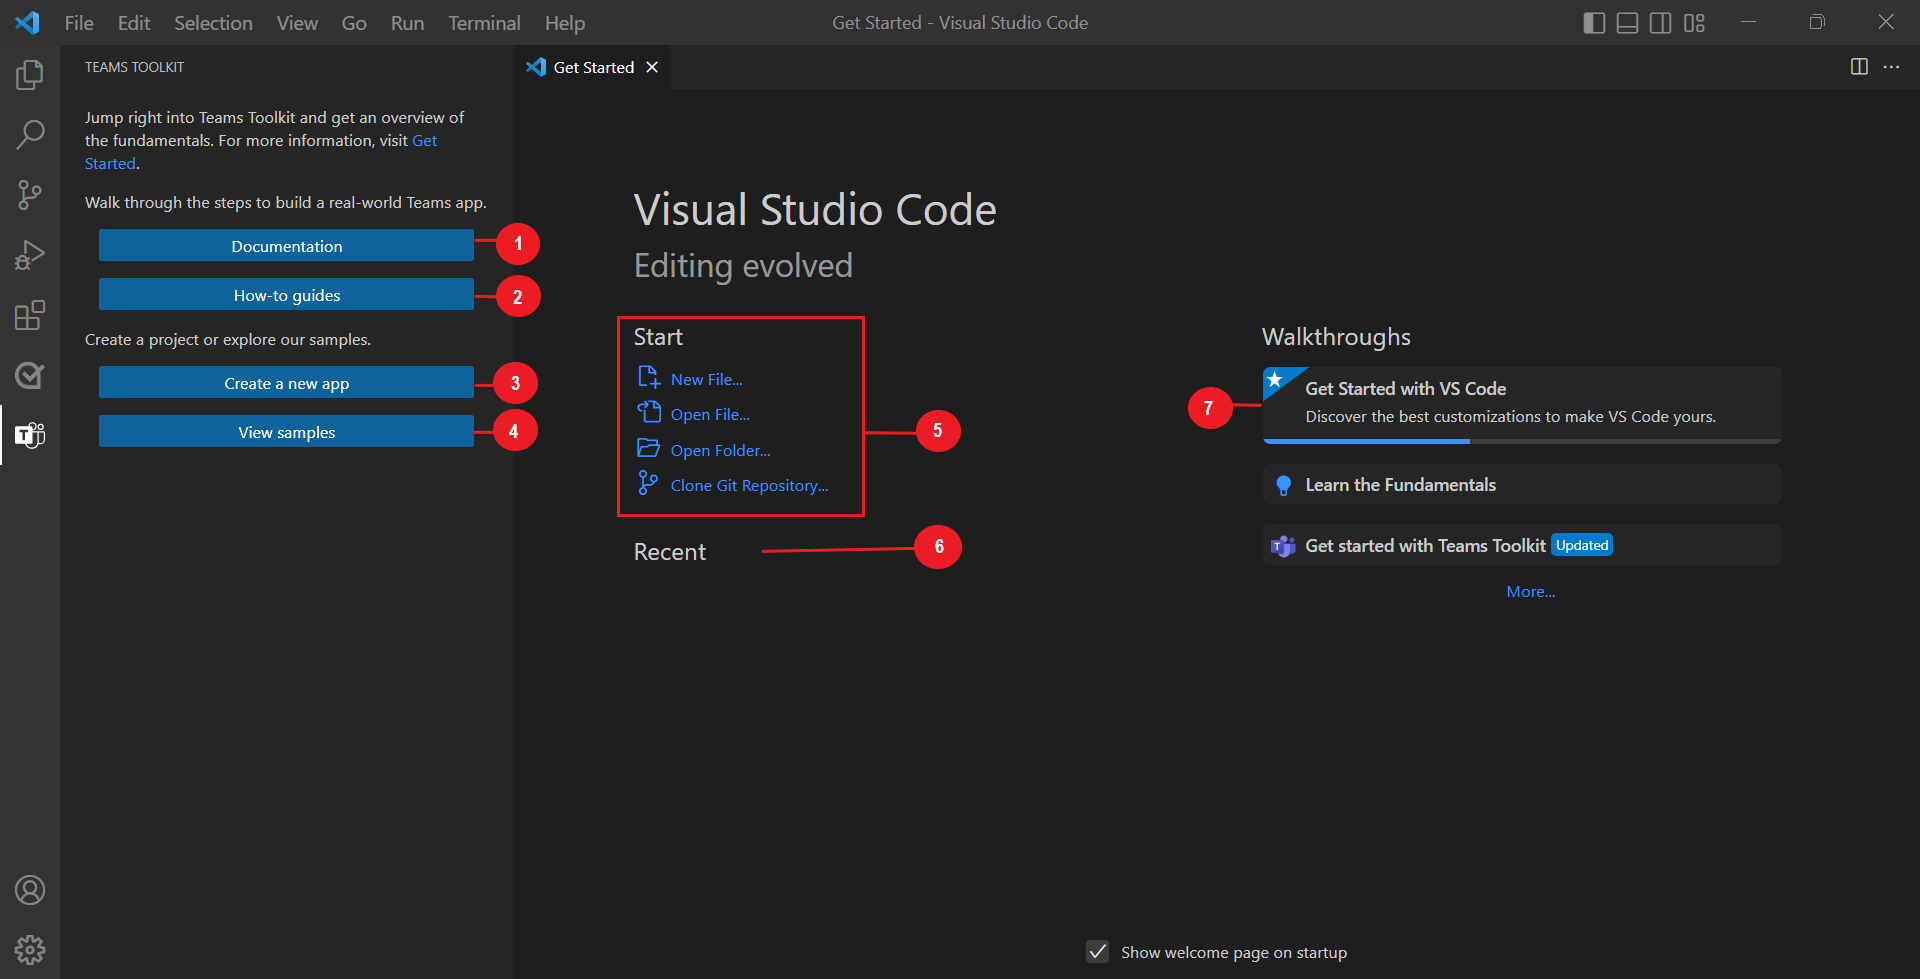 File Edit Selection View Go Run Terminal Help
Get Started - Visual Studio Code
TEAMS TOOLKIT
Jump right into Teams Toolkit and get an overview of
the fundamentals. For more information, visit Get
Started.
Walk through the steps to build a real-world Teams app.
Documentation
1
How-to guides
2
Create a project or explore our samples.
Create a new app
3
View samples
4
Get Started
Visual Studio Code
Editing evolved
Start
New File...
Open File...
Open Folder...
Clone Git Repository...
5
Recent
6
Walkthroughs
7
Get Started with VS Code
Discover the best customizations to make VS Code yours.
Learn the Fundamentals
T Get started with Teams Toolkit Updated
More...
Show welcome page on startup
T